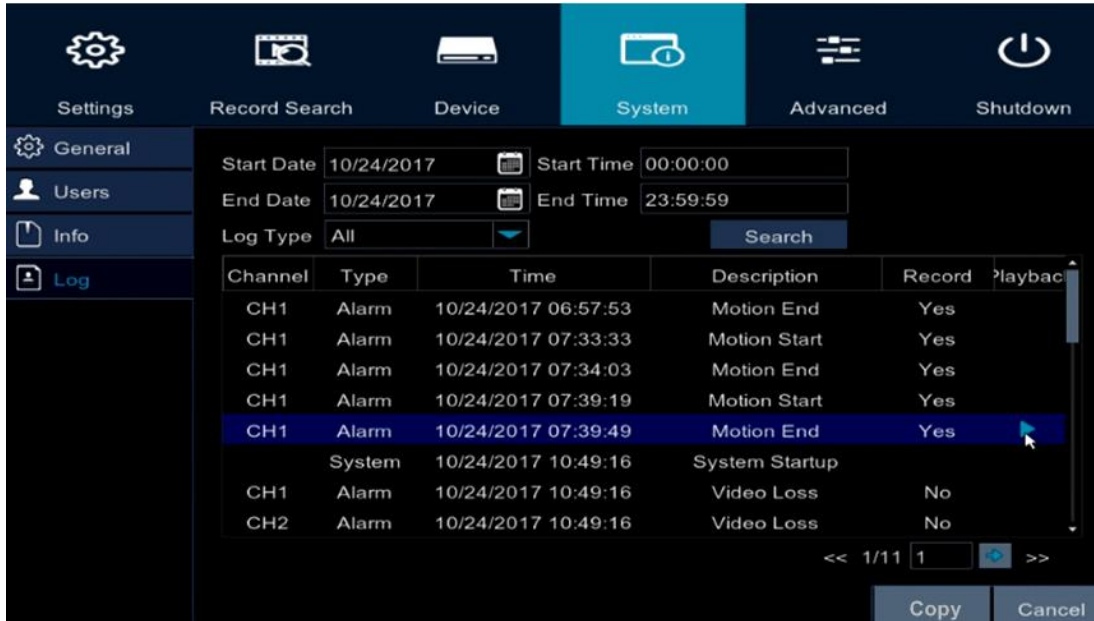 Settings Record Search Device System Advanced Shutdown
General
Users
Info
Log
Start Date 10/24/2017 Start Time 00:00:00
End Date 10/24/2017 End Time 23:59:59
Log Type All Search
Channel Type Time Description Record Playbac
CH1 Alarm 10/24/2017 06:57:53 Motion End Yes
CH1 Alarm 10/24/2017 07:33:33 Motion Start Yes
CH1 Alarm 10/24/2017 07:34:03 Motion End Yes
CH1 Alarm 10/24/2017 07:39:19 Motion Start Yes
CH1 Alarm 10/24/2017 07:39:49 Motion End Yes
System 10/24/2017 10:49:16 System Startup
CH1 Alarm 10/24/2017 10:49:16 Video Loss No
CH2 Alarm 10/24/2017 10:49:16 Video Loss No
<< 1/11 1 >>
Copy Cancel